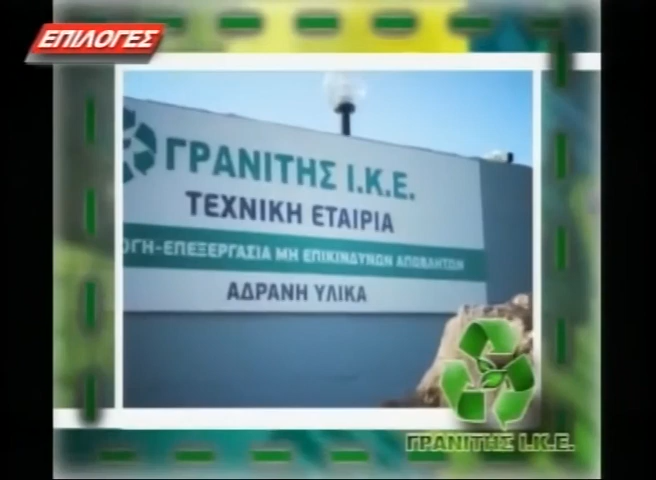 ΕΠΙΛΟΓΕΣ
ΓΡΑΝΙΤΗΣ Ι.Κ.Ε.
ΤΕΧΝΙΚΗ ΕΤΑΙΡΙΑ
ΟΓΗ-ΕΠΕΞΕΡΓΑΣΙΑ ΜΗ ΕΠΙΚΙΝΔΥΝΩΝ ΑΠΟΒΛΗΤΩΝ
ΑΔΡΑΝΗ ΥΛΙΚΑ
ΓΡΑΝΙΤΗΣ Ι.Κ.Ε.